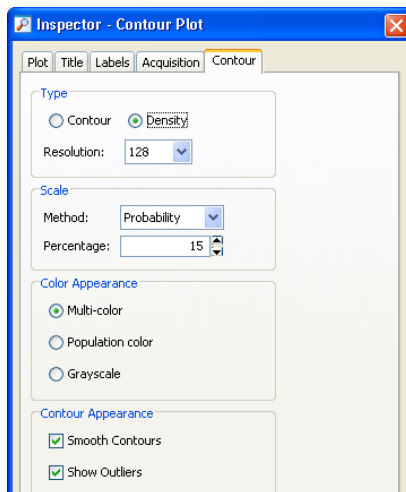 Inspector - Contour Plot
Plot Title Labels Acquisition Contour
Type
Contour Density
Resolution: 128
Scale
Method: Probability
Percentage: 15
Color Appearance
Multi-color
Population color
Grayscale
Contour Appearance
Smooth Contours
Show Outliers